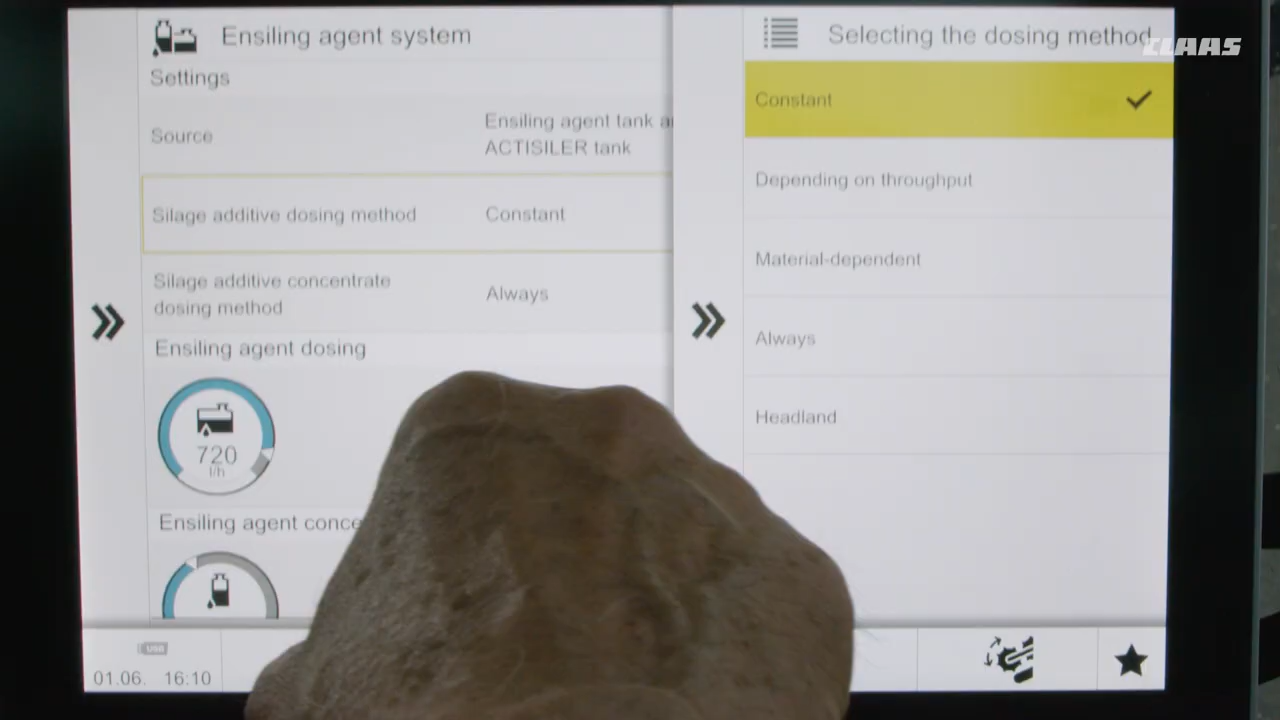 Ensiling agent system
Settings
Source
Ensiling agent tank
ACTISILER tank
Silage additive dosing method
Constant
Silage additive concentrate
dosing method
Always
Ensiling agent dosing
720
l/h
Ensiling agent
USB
01.06. 16:10
Selecting the dosing method
CLAAS
Constant
Depending on throughput
Material-dependent
Always
Headland